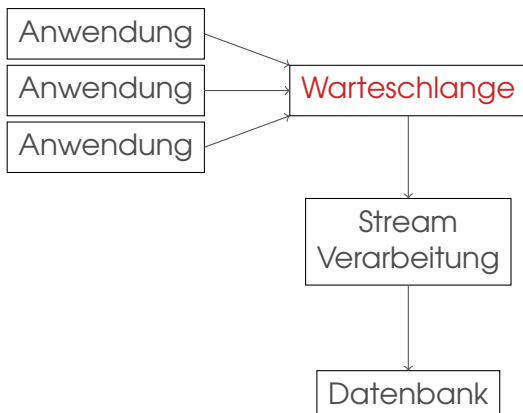 Anwendung
Anwendung
Anwendung
Warteschlange
Stream
Verarbeitung
Datenbank